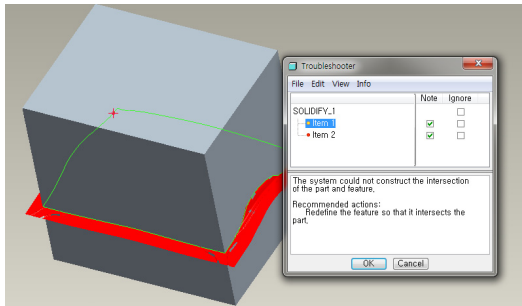 Troubleshooter
File Edit View Info
Note Ignore
SOLIDIFY_1
Item 1
Item 2
The system could not construct the intersection
of the part and feature,
Recommended actions:
Redefine the feature so that it intersects the
part,
OK Cancel